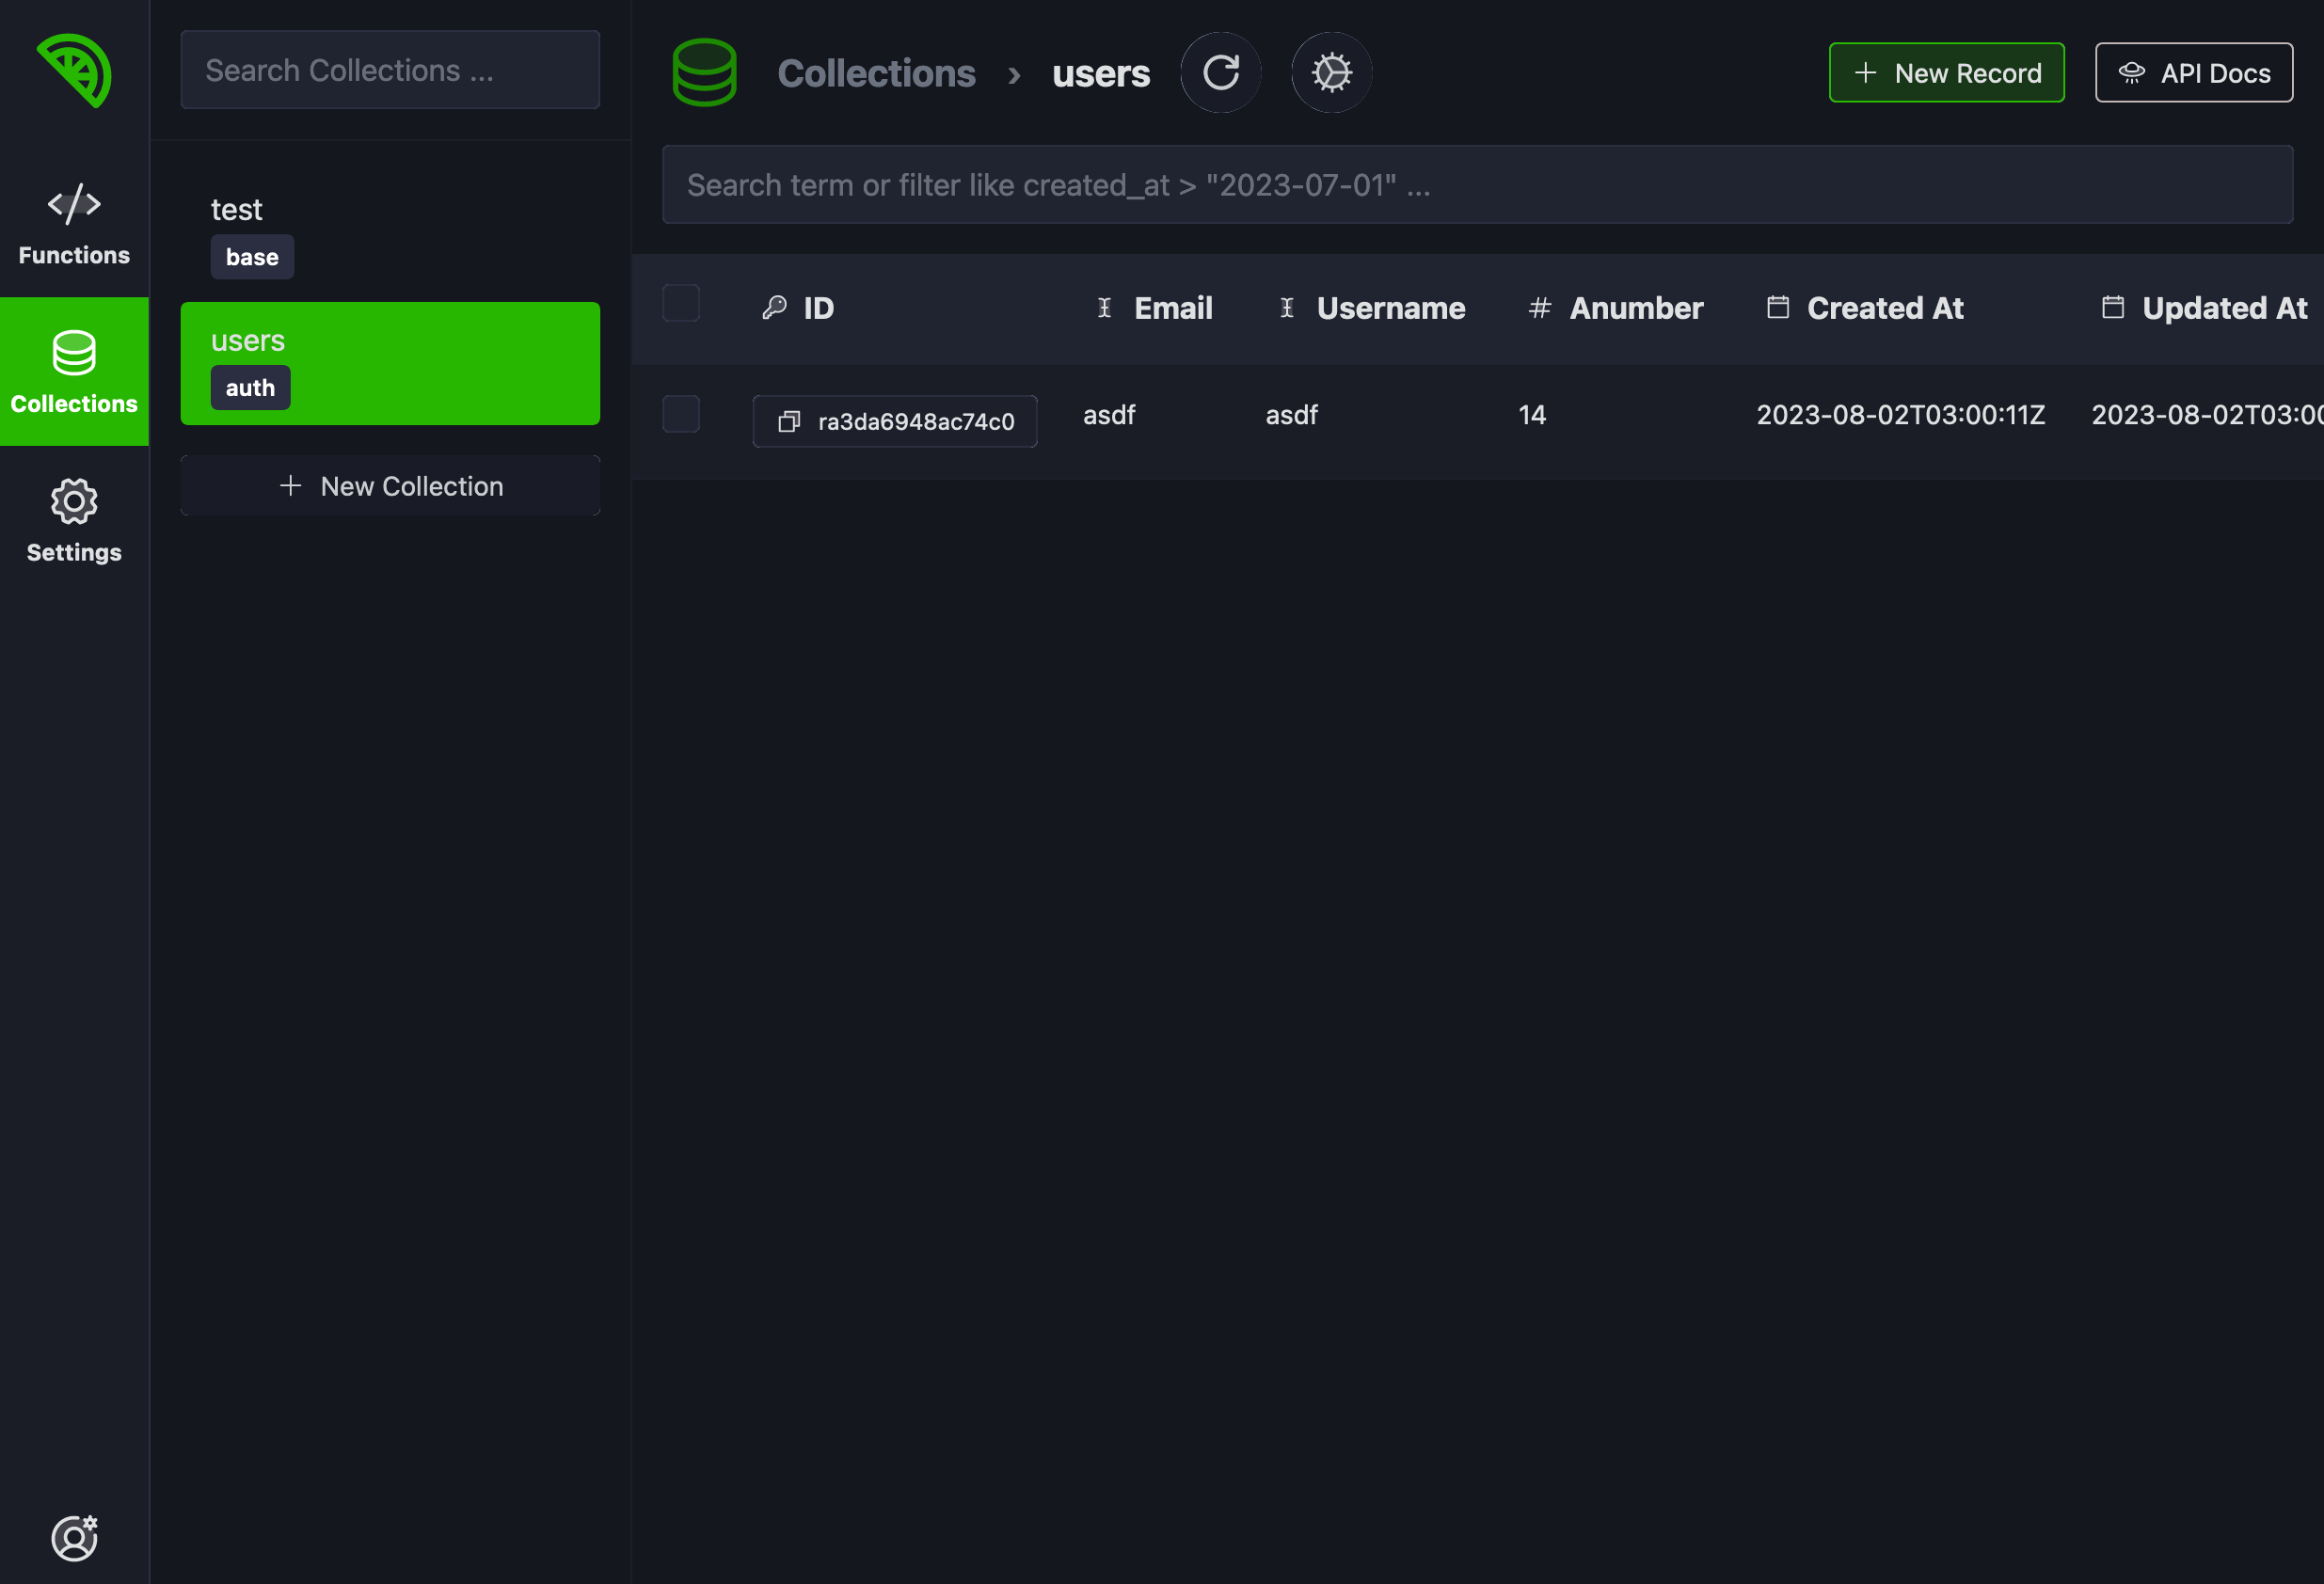 Functions
Collections
Settings
Search Collections ...
test
base
users
auth
New Collection
Collections › users
New Record
API Docs
Search term or filter like created_at > "2023-07-01" ...
ID Email Username # Anumber Created At Updated At
ra3da6948ac74c0 asdf asdf 14 2023-08-02T03:00:11Z 2023-08-02T03:00